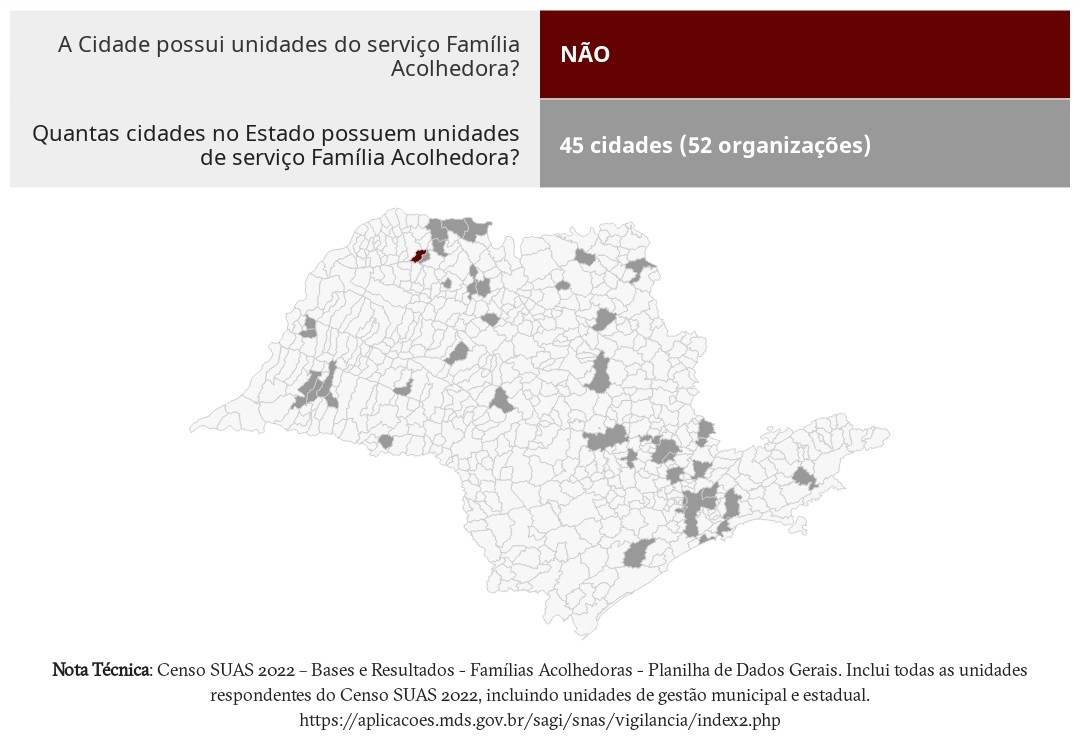 A Cidade possui unidades do serviço Família
Acolhedora?
NÃO
Quantas cidades no Estado possuem unidades
de serviço Família Acolhedora?
45 cidades (52 organizações)
Nota Técnica: Censo SUAS 2022 – Bases e Resultados - Famílias Acolhedoras - Planilha de Dados Gerais. Inclui todas as unidades
respondentes do Censo SUAS 2022, incluindo unidades de gestão municipal e estadual.
https://aplicacoes.mds.gov.br/sagi/snas/vigilancia/index2.php